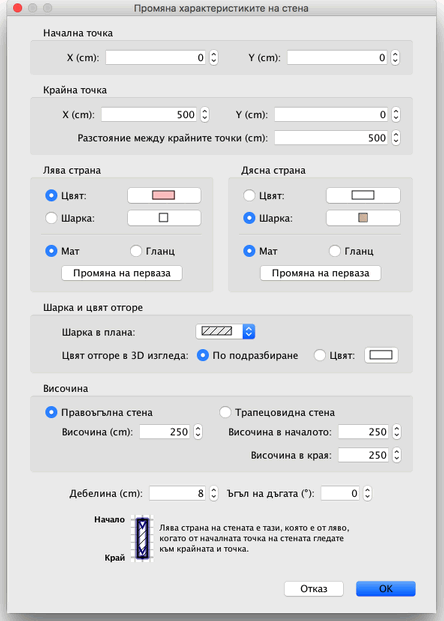 Промяна характеристиките на стена
Начална точка
X (cm): 0 Y (cm): 0
Крайна точка
X (cm): 500 Y (cm): 0
Разстояние между крайните точки (cm): 500
Лява страна
Цвят:
Шарка:
Мат Гланц
Промяна на перваза
Дясна страна
Цвят:
Шарка:
Мат Гланц
Промяна на перваза
Шарка и цвят отгоре
Шарка в плана:
Цвят отгоре в 3D изгледа: По подразбиране Цвят:
Височина
Правоъгълна стена Трапецовидна стена
Височина (cm): 250 Височина в началото: 250
Височина в края: 250
Дебелина (cm): 8 Ъгъл на дъгата (°): 0
Начало
Край
Лява страна на стената е тази, която е от ляво,
когато от началната точка на стената гледате
към крайната и точка.
Отказ OK